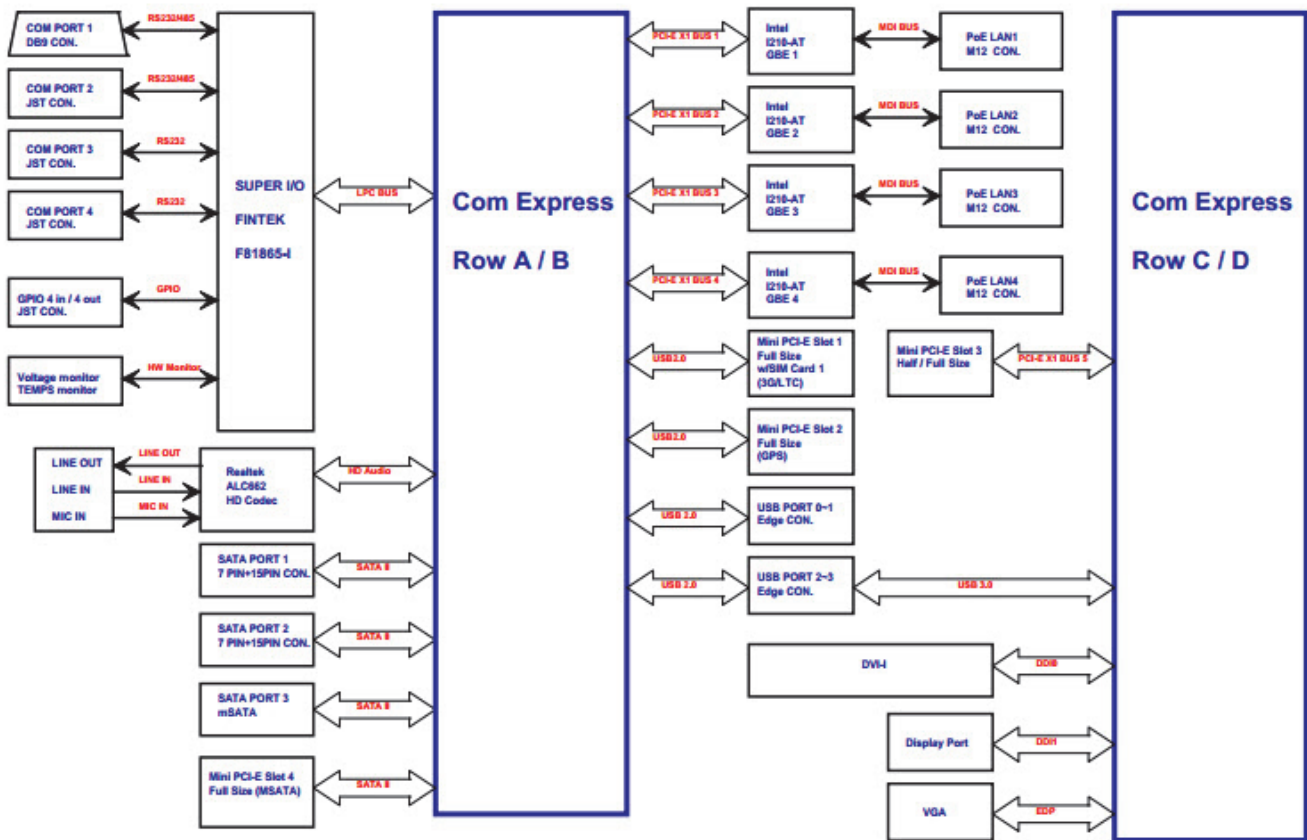 COM PORT 1
DB9 CON.
RS232/485
COM PORT 2
JST CON.
RS232/485
COM PORT 3
JST CON.
RS232
COM PORT 4
JST CON.
RS232
GPIO 4 in / 4 out
JST CON.
GPIO
Voltage monitor
TEMPS monitor
HW Monitor
SUPER I/O
FINTEK
F81865-I
LPC BUS
LINE OUT
LINE IN
MIC IN
LINE OUT
LINE IN
MIC IN
Realtek
ALC662
HD Codec
HD Audio
SATA PORT 1
7 PIN+15PIN CON.
SATA II
SATA PORT 2
7 PIN+15PIN CON.
SATA II
SATA PORT 3
mSATA
SATA II
Mini PCI-E Slot 4
Full Size (MSATA)
SATA II
Com Express
Row A / B
PCI-E X1 BUS 1
Intel
I210-AT
GBE 1
MDI BUS
PoE LAN1
M12 CON.
PCI-E X1 BUS 2
Intel
I210-AT
GBE 2
MDI BUS
PoE LAN2
M12 CON.
PCI-E X1 BUS 3
Intel
I210-AT
GBE 3
MDI BUS
PoE LAN3
M12 CON.
PCI-E X1 BUS 4
Intel
I210-AT
GBE 4
MDI BUS
PoE LAN4
M12 CON.
USB2.0
Mini PCI-E Slot 1
Full Size
w/SIM Card 1
(3G/LTC)
Mini PCI-E Slot 3
Half / Full Size
PCI-E X1 BUS 5
USB2.0
Mini PCI-E Slot 2
Full Size
(GPS)
USB 2.0
USB PORT 0~1
Edge CON.
USB 2.0
USB PORT 2~3
Edge CON.
USB 3.0
DVI-I
DDI0
Display Port
DDI1
VGA
EDP
Com Express
Row C / D